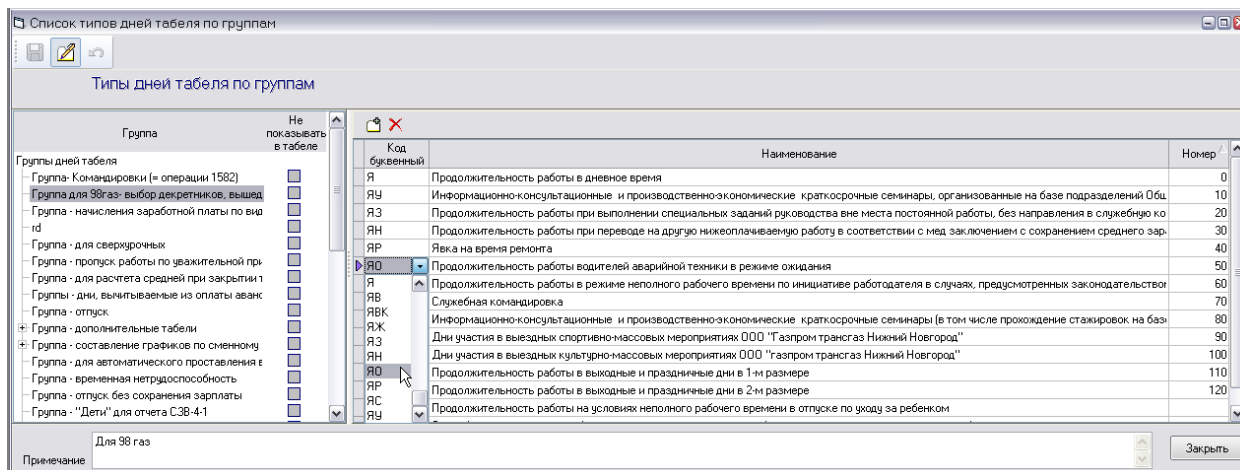 Список типов дней табеля по группам
Типы дней табеля по группам
Группа
Не показывать в табеле
Группы дней табеля
Группа- Командировки (= операции 1582)
Группа для 98газ- выбор декретников, вышед
Группа - начисления заработной платы по вид
rd
Группа - для сверхурочных
Группа - пропуск работы по уважительной при
Группа - для расчета средней при закрытии т
Группы - дни, вычитываемые из оплаты аванс
Группа - отпуск
Группа - дополнительные табели
Группа - составление графиков по сменному
Группа - для автоматического проставления в
Группа - временная нетрудоспособность
Группа - отпуск без сохранения зарплаты
Группа - "Дети" для отчета СЗВ-4-1
Код буквенный Наименование Номер
Я Продолжительность работы в дневное время 0
ЯУ Информационно-консультационные и производственно-экономические краткосрочные семинары, организованные на базе подразделений Общ 10
ЯЗ Продолжительность работы при выполнении специальных заданий руководства вне места постоянной работы, без направления в служебную ко 20
ЯН Продолжительность работы при переводе на другую нижеоплачиваемую работу в соответствии с мед заключением с сохранением среднего зар 30
ЯР Явка на время ремонта 40
ЯО Продолжительность работы водителей аварийной техники в режиме ожидания 50
Продолжительность работы в режиме неполного рабочего времени по инициативе работодателя в случаях, предусмотренных законодательством 60
Служебная командировка 70
Информационно-консультационные и производственно-экономические краткосрочные семинары (в том числе прохождение стажировок на баз 80
Дни участия в выездных спортивно-массовых мероприятиях ООО "Газпром трансгаз Нижний Новгород" 90
Дни участия в выездных культурно-массовых мероприятиях ООО "газпром трансгаз Нижний Новгород" 100
Продолжительность работы в выходные и праздничные дни в 1-м размере 110
Продолжительность работы в выходные и праздничные дни в 2-м размере 120
Продолжительность работы на условиях неполного рабочего времени в отпуске по уходу за ребенком
Я
ЯВ
ЯВК
ЯЖ
ЯЗ
ЯН
ЯО
ЯР
ЯС
ЯУ
Примечание
Для 98 газ
Закрыть